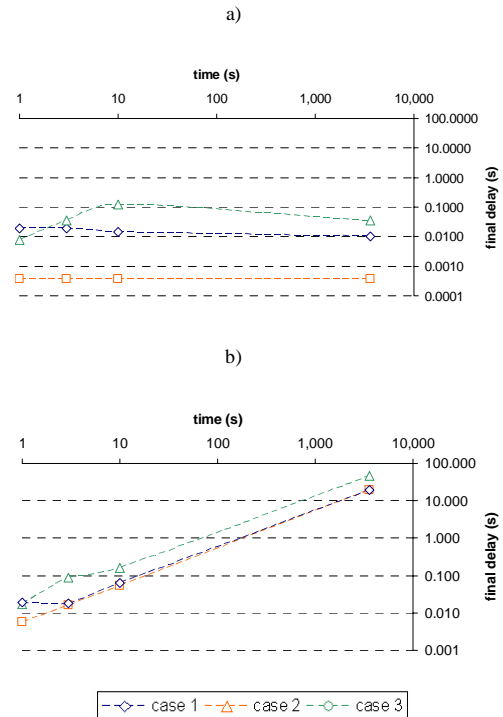 a)
time (s)
1 10 100 1,000 10,000
100.0000
10.0000
1.0000
0.1000
0.0100
0.0010
0.0001
final delay (s)
b)
time (s)
1 10 100 1,000 10,000
100.000
10.000
1.000
0.100
0.010
0.001
final delay (s)
case 1 case 2 case 3